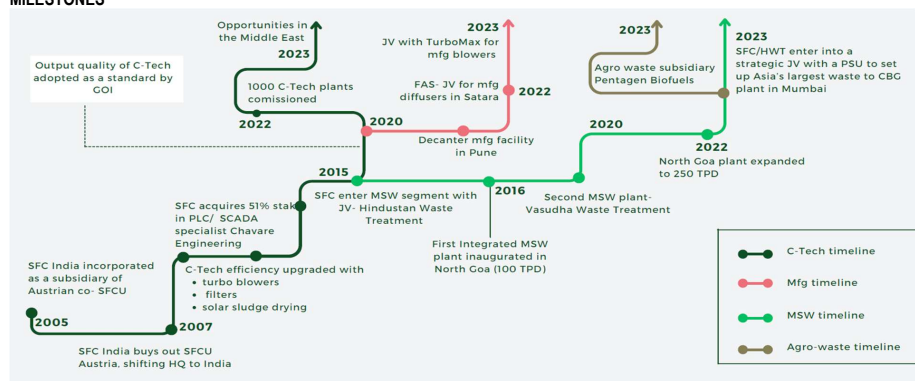 MILESTONES
Opportunities in
the Middle East
2023
2023
JV with TurboMax for
mfg blowers
2023
2023
SFC/HWT enter into a
strategic JV with a PSU to set
up Asia's largest waste to CBG
plant in Mumbai
Output quality of C-Tech
adopted as a standard by
GOI
1000 C-Tech plants
comissioned
2022
FAS- JV for mfg
diffusers in Satara
2022
Agro waste subsidiary
Pentagen Biofuels
2020
Decanter mfg facility
in Pune
2020
2022
North Goa plant expanded
to 250 TPD
2015
SFC enter MSW segment with
JV- Hindustan Waste
Treatment
2016
Second MSW plant-
Vasudha Waste Treatment
First Integrated MSW
plant inaugurated in
North Goa (100 TPD)
SFC acquires 51% stak
in PLC/ SCADA
specialist Chavare
Engineering
C-Tech efficiency upgraded with
• turbo blowers
• filters
• solar sludge drying
SFC India incorporated
as a subsidiary of
Austrian co- SFCU
2005
2007
SFC India buys out SFCU
Austria, shifting HQ to India
C-Tech timeline
Mfg timeline
MSW timeline
Agro-waste timeline